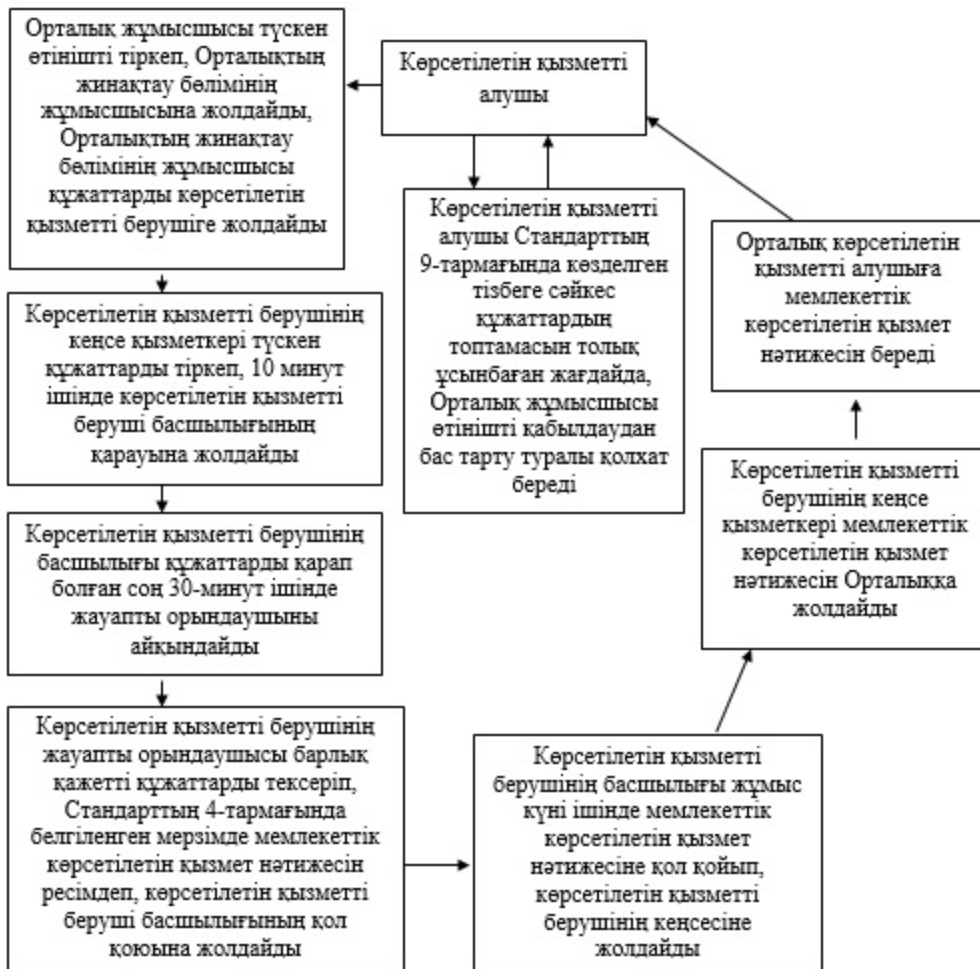 Орталық жұмысшысы түскен
өтінішті тіркеп, Орталықтың
жинақтау бөлімінің
жұмысшысына жолдайды,
Орталықтың жинақтау
бөлімінің жұмысшысы
құжаттарды көрсетілетін
қызметті берушіге жолдайды
Көрсетілетін қызметті
алушы
Көрсетілетін қызметті
алушы Стандарттың
9-тармағында көзделген
тізбеге сәйкес
құжаттардың
топтамасын толық
ұсынбаған жағдайда,
Орталық жұмысшысы
өтінішті қабылдаудан
бас тарту туралы қолхат
береді
Көрсетілетін қызметті берушінің
кеңсе қызметкері түскен
құжаттарды тіркеп, 10 минут
ішінде көрсетілетін қызметті
беруші басшылығының
қарауына жолдайды
Көрсетілетін қызметті берушінің
басшылығы құжаттарды қарап
болған соң 30-минут ішінде
жауапты орындаушыны
айқындайды
Көрсетілетін қызметті берушінің
жауапты орындаушысы барлық
қажетті құжаттарды тексеріп,
Стандарттың 4-тармағында
белгіленген мерзімде мемлекеттік
көрсетілетін қызмет нәтижесін
ресімдеп, көрсетілетін қызметті
беруші басшылығының қол
қоюына жолдайды
Көрсетілетін қызметті
берушінің басшылығы жұмыс
күні ішінде мемлекеттік
көрсетілетін қызмет
нәтижесіне қол қойып,
көрсетілетін қызметті
берушінің кеңсесіне
жолдайды
Көрсетілетін қызметті
берушінің кеңсе
қызметкері мемлекеттік
көрсетілетін қызмет
нәтижесін Орталыққа
жолдайды
Орталық көрсетілетін
қызметті алушыға
мемлекеттік
көрсетілетін қызмет
нәтижесін береді